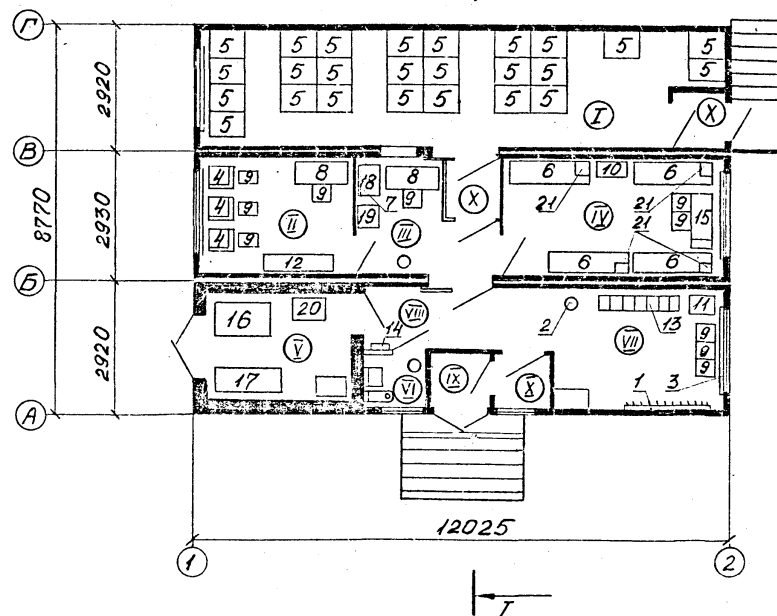 Г
5 5 5 5 5 5 5 5 5
5 5 5 5 5 5 5 5
5 5 5 5 5 5 5
5
I
X
2920
В
4 9 8 18 8 6 10 6
9 9 7 21 21
4 9 19 X 9 15
II III IV 9 21
4 9
12 6 6
2930
8770
Б
16 20 VIII 2 13 11
V 14 VII 9
9
17 VI IX X 1 3 9
2920
А
12025
1 2
I